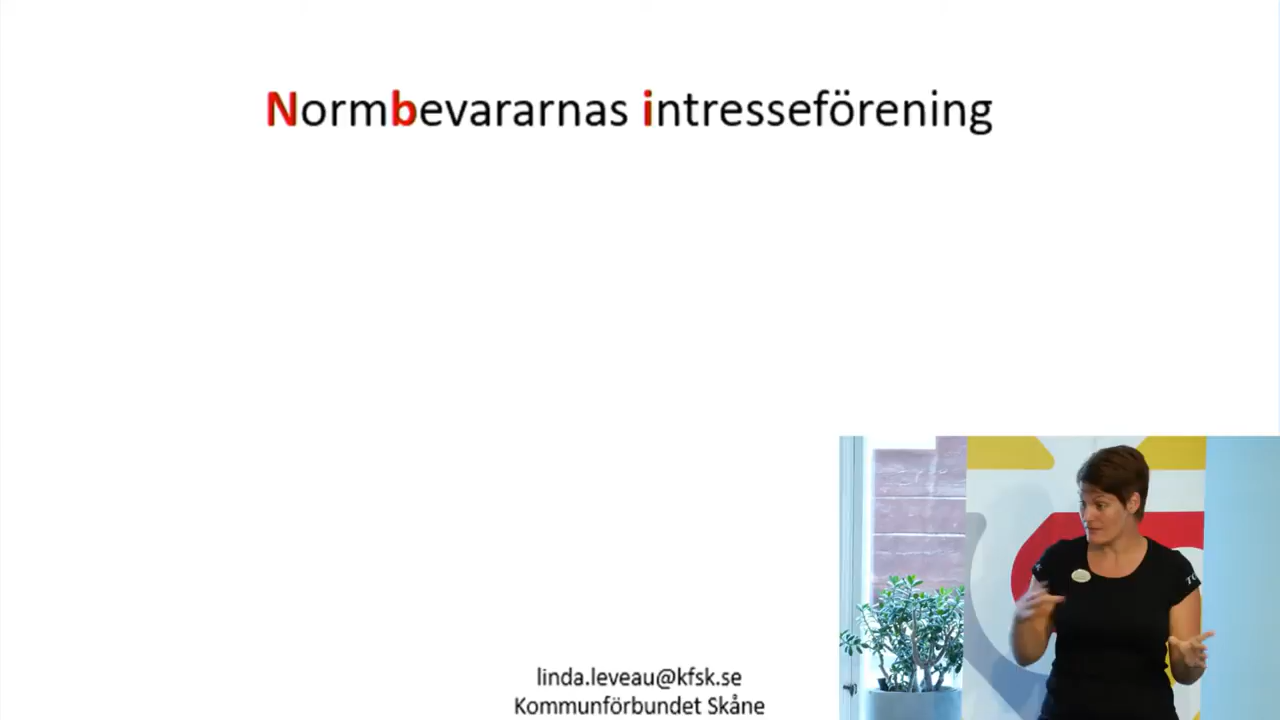 Normbevararnas intresseförening
linda.leveau@kfsk.se
Kommunförbundet Skåne